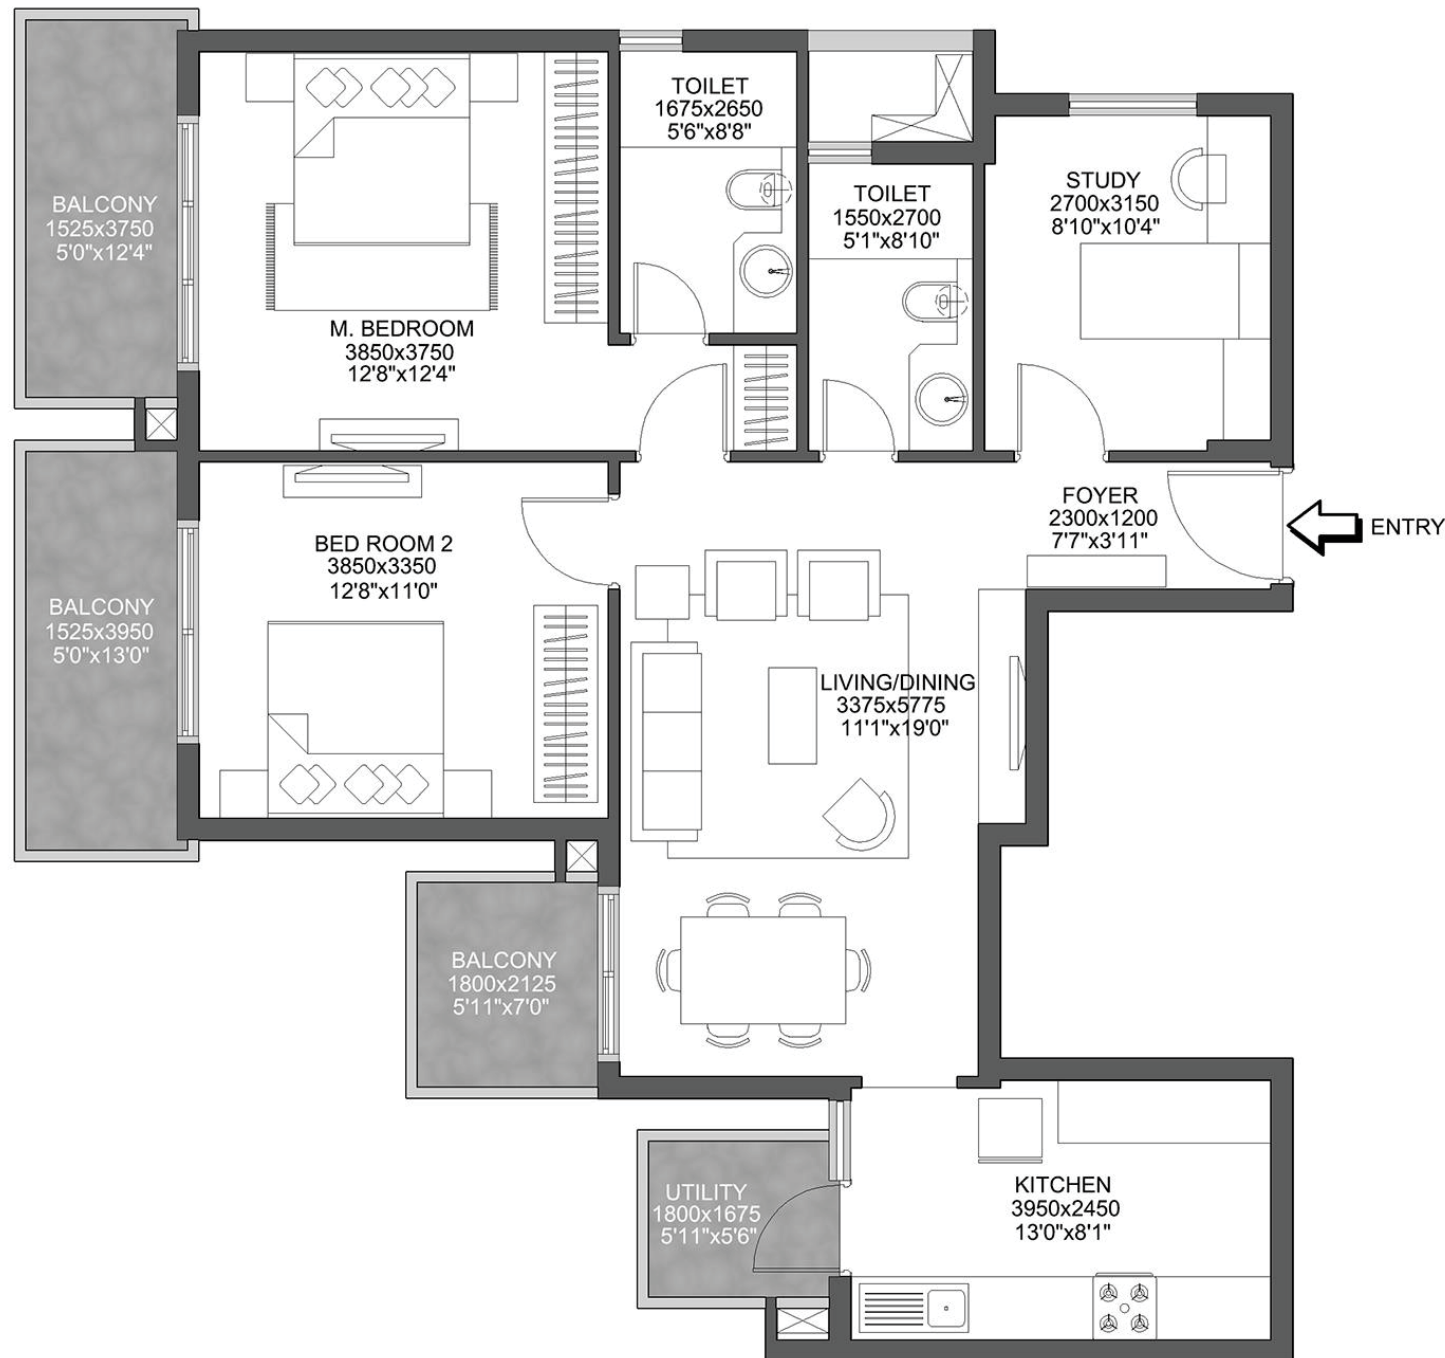 TOILET
1675x2650
5'6"x8'8"
TOILET
1550x2700
5'1"x8'10"
STUDY
2700x3150
8'10"x10'4"
BALCONY
1525x3750
5'0"x12'4"
M. BEDROOM
3850x3750
12'8"x12'4"
FOYER
2300x1200
7'7"x3'11"
ENTRY
BED ROOM 2
3850x3350
12'8"x11'0"
BALCONY
1525x3950
5'0"x13'0"
LIVING/DINING
3375x5775
11'1"x19'0"
BALCONY
1800x2125
5'11"x7'0"
UTILITY
1800x1675
5'11"x5'6"
KITCHEN
3950x2450
13'0"x8'1"